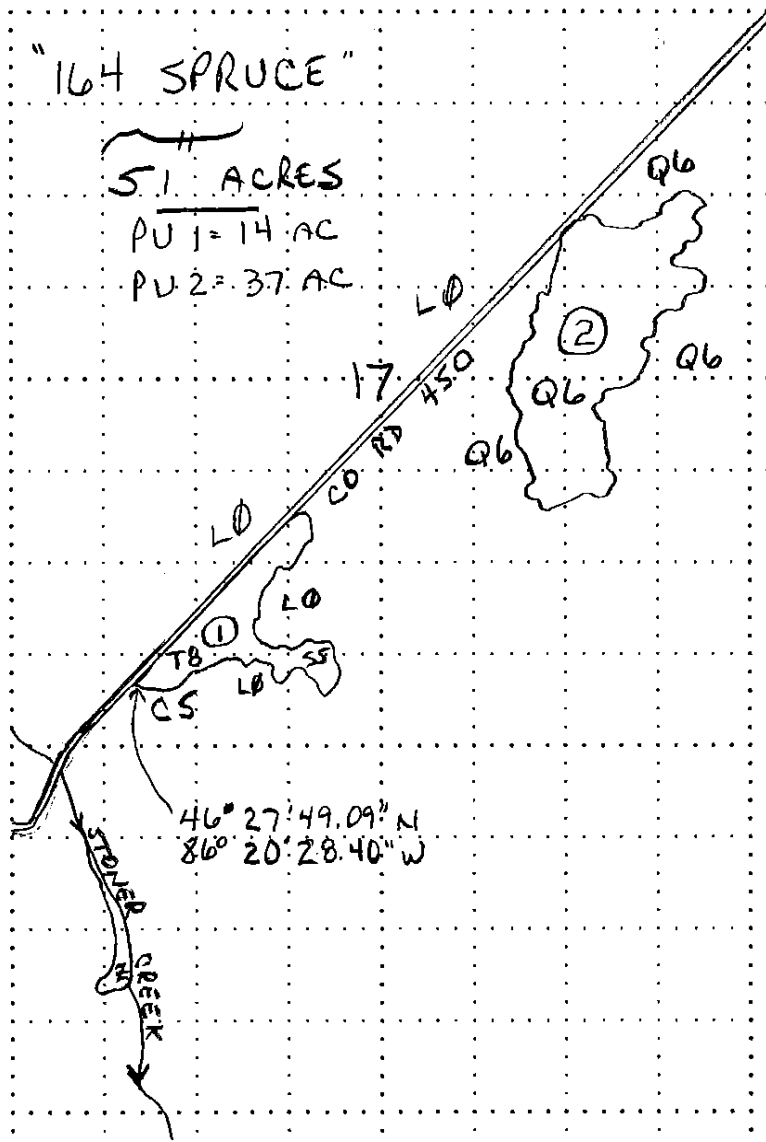 "164 SPRUCE"
51 ACRES
PU 1 = 14 AC
PU 2 = 37 AC
Q6
LØ
2
17
CO RD 450
Q6
Q6
Q6
LØ
LØ
1
T8
S8
LØ
CS
46° 27' 49.09" N
86° 20' 28.40" W
STONER CREEK
N